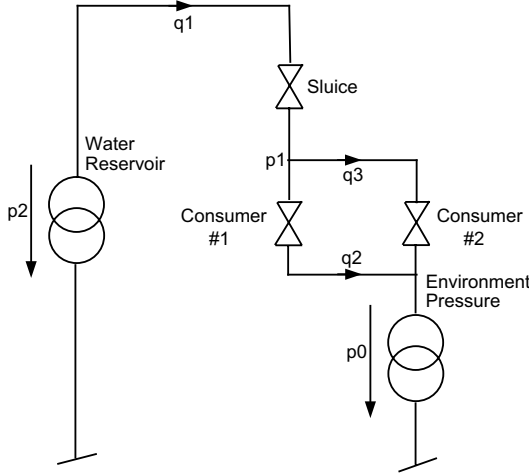 q1
Sluice
Water
Reservoir
p1
q3
p2
Consumer
#1
Consumer
#2
q2
Environment
Pressure
p0